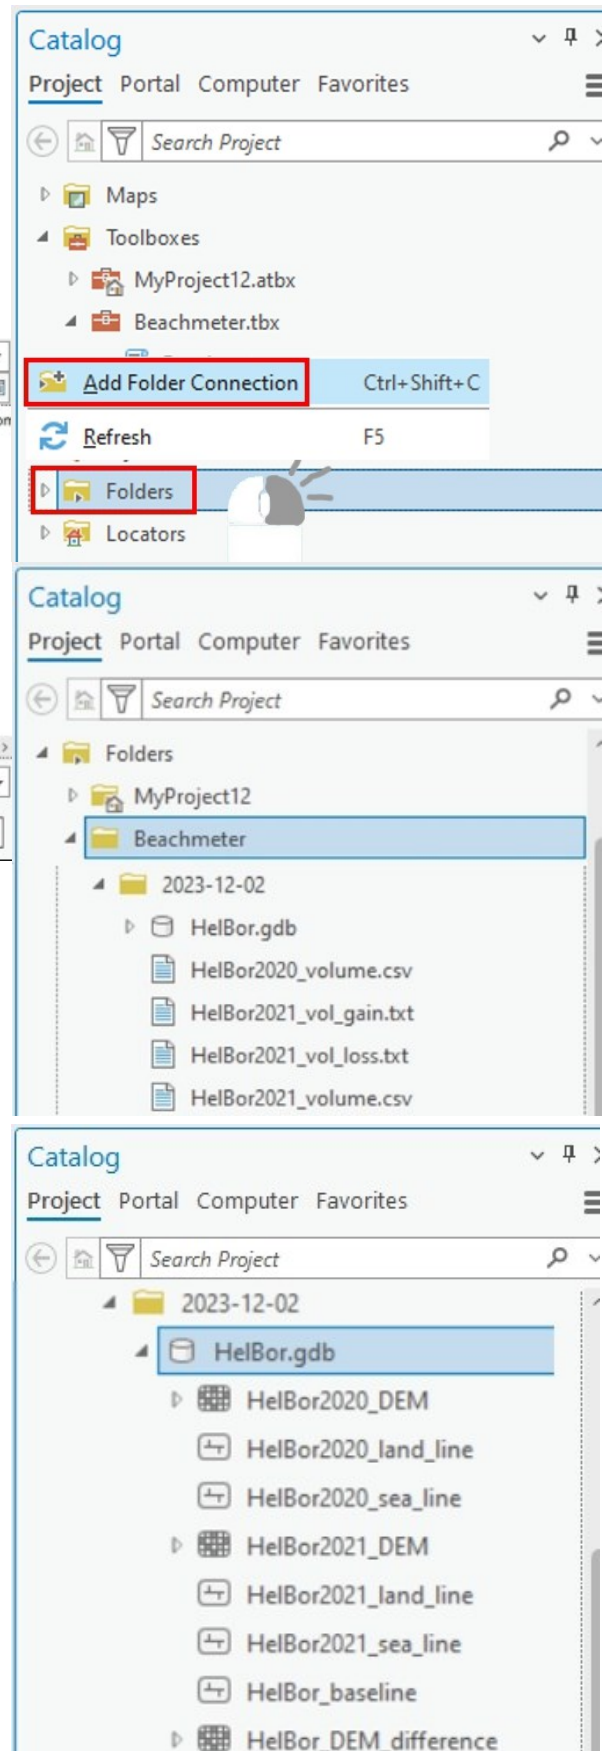 Catalog
Project Portal Computer Favorites
Search Project
Maps
Toolboxes
MyProject12.atbx
Beachmeter.tbx
Add Folder Connection Ctrl+Shift+C
Refresh F5
Folders
Locators
Catalog
Project Portal Computer Favorites
Search Project
Folders
MyProject12
Beachmeter
2023-12-02
HelBor.gdb
HelBor2020_volume.csv
HelBor2021_vol_gain.txt
HelBor2021_vol_loss.txt
HelBor2021_volume.csv
Catalog
Project Portal Computer Favorites
Search Project
2023-12-02
HelBor.gdb
HelBor2020_DEM
HelBor2020_land_line
HelBor2020_sea_line
HelBor2021_DEM
HelBor2021_land_line
HelBor2021_sea_line
HelBor_baseline
HelBor_DEM_difference